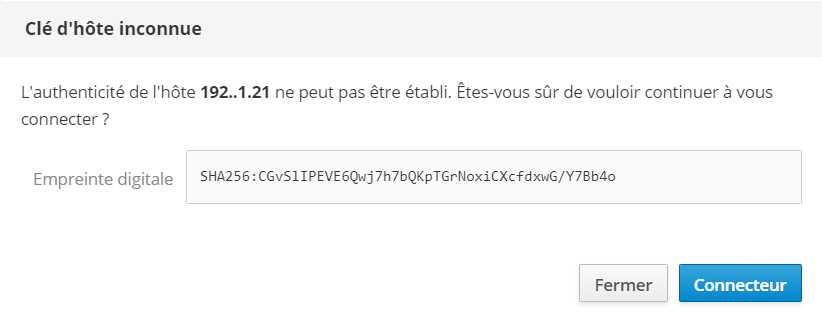 Clé d'hôte inconnue
L'authenticité de l'hôte 192..1.21 ne peut pas être établi. Êtes-vous sûr de vouloir continuer à vous
connecter ?
Empreinte digitale SHA256:CGvSlIPEVE6Qwj7h7bQKpTGrNoxiCXcfdxwG/Y7Bb4o
Fermer Connecteur